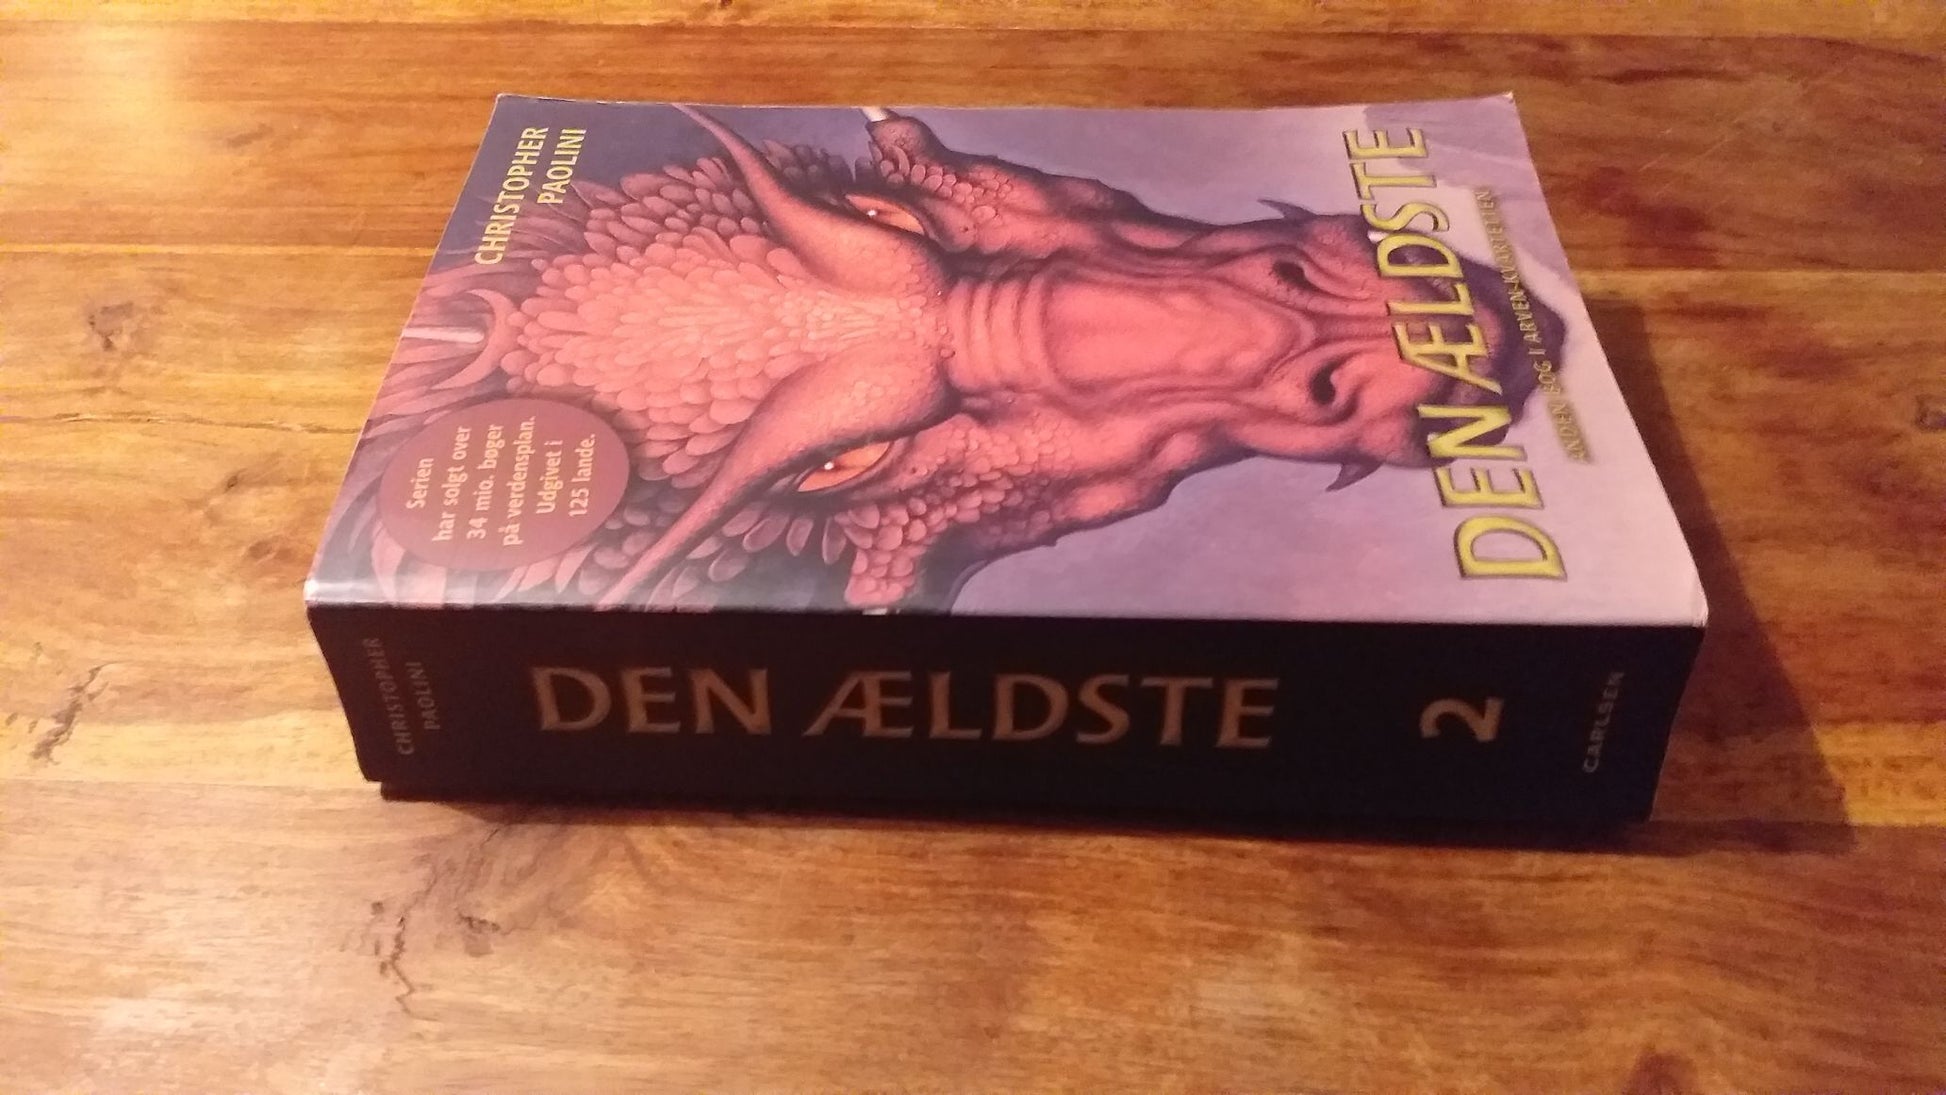 CHRISTOPHER
PAOLINI
Serien
har solgt over
34 mio. bøger
på verdensplan.
Udgivet i
125 lande.
DEN ÆLDSTE
ANDEN BOG I ARVEN-KVARTETTEN
CHRISTOPHER
PAOLINI
DEN ÆLDSTE
2
CARLSEN